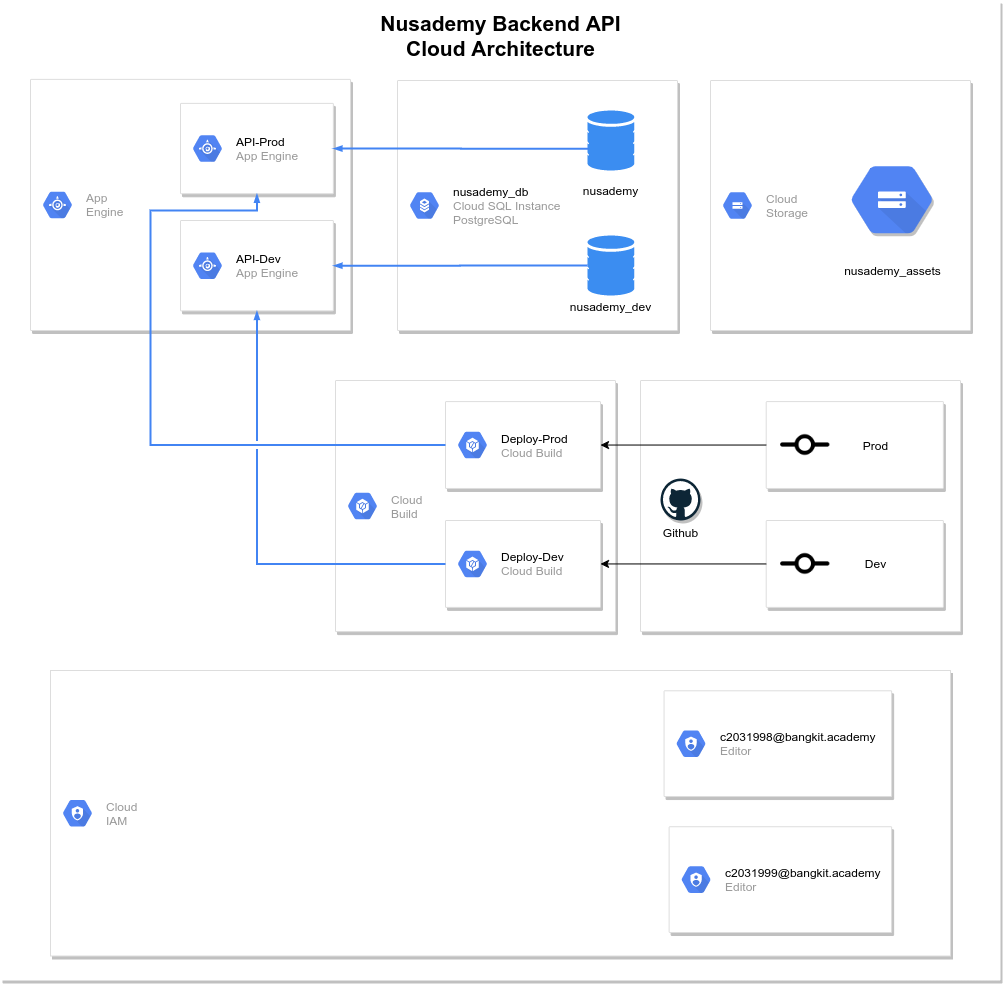 Nusademy Backend API
Cloud Architecture
App
Engine
API-Prod
App Engine
API-Dev
App Engine
nusademy_db
Cloud SQL Instance
PostgreSQL
nusademy
nusademy_dev
Cloud
Storage
nusademy_assets
Cloud
Build
Deploy-Prod
Cloud Build
Deploy-Dev
Cloud Build
Github
Prod
Dev
Cloud
IAM
c2031998@bangkit.academy
Editor
c2031999@bangkit.academy
Editor